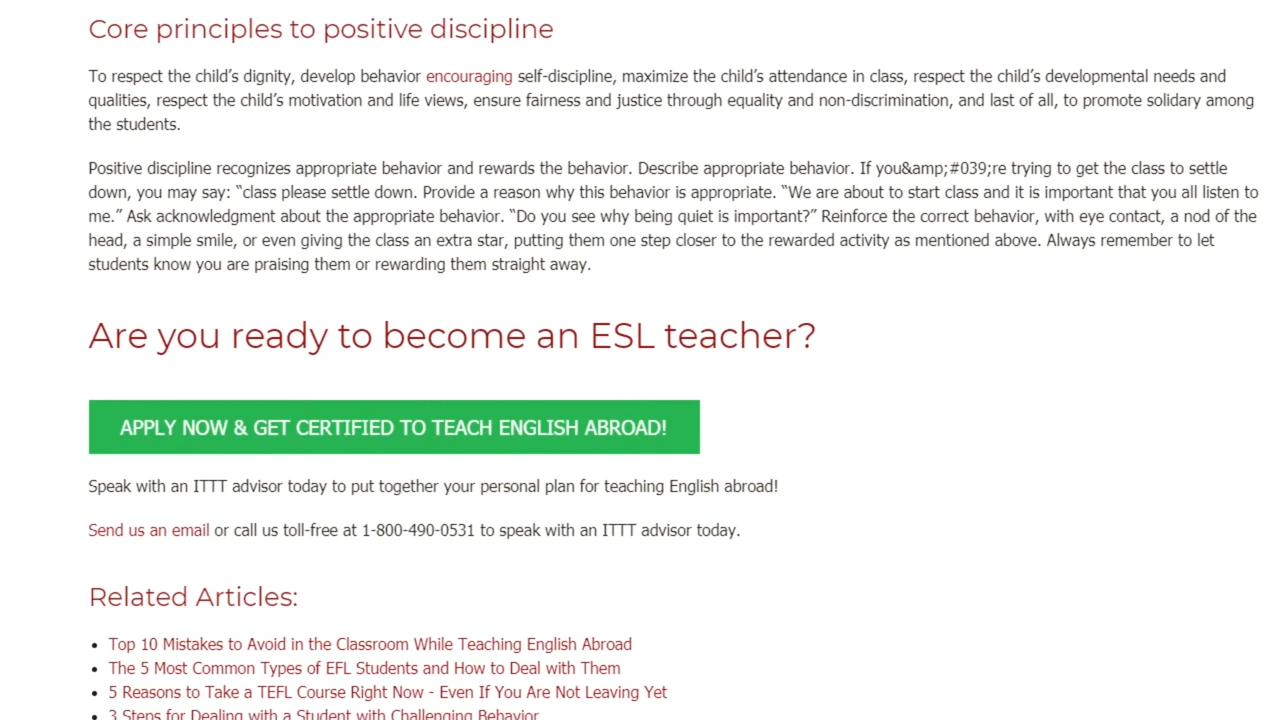 Core principles to positive discipline
To respect the child’s dignity, develop behavior encouraging self-discipline, maximize the child’s attendance in class, respect the child’s developmental needs and
qualities, respect the child’s motivation and life views, ensure fairness and justice through equality and non-discrimination, and last of all, to promote solidary among
the students.
Positive discipline recognizes appropriate behavior and rewards the behavior. Describe appropriate behavior. If you&amp;#039;re trying to get the class to settle
down, you may say: “class please settle down. Provide a reason why this behavior is appropriate. “We are about to start class and it is important that you all listen to
me.” Ask acknowledgment about the appropriate behavior. “Do you see why being quiet is important?” Reinforce the correct behavior, with eye contact, a nod of the
head, a simple smile, or even giving the class an extra star, putting them one step closer to the rewarded activity as mentioned above. Always remember to let
students know you are praising them or rewarding them straight away.
Are you ready to become an ESL teacher?
APPLY NOW & GET CERTIFIED TO TEACH ENGLISH ABROAD!
Speak with an ITTT advisor today to put together your personal plan for teaching English abroad!
Send us an email or call us toll-free at 1-800-490-0531 to speak with an ITTT advisor today.
Related Articles:
• Top 10 Mistakes to Avoid in the Classroom While Teaching English Abroad
• The 5 Most Common Types of EFL Students and How to Deal with Them
• 5 Reasons to Take a TEFL Course Right Now - Even If You Are Not Leaving Yet
• 3 Steps for Dealing with a Student with Challenging Behavior